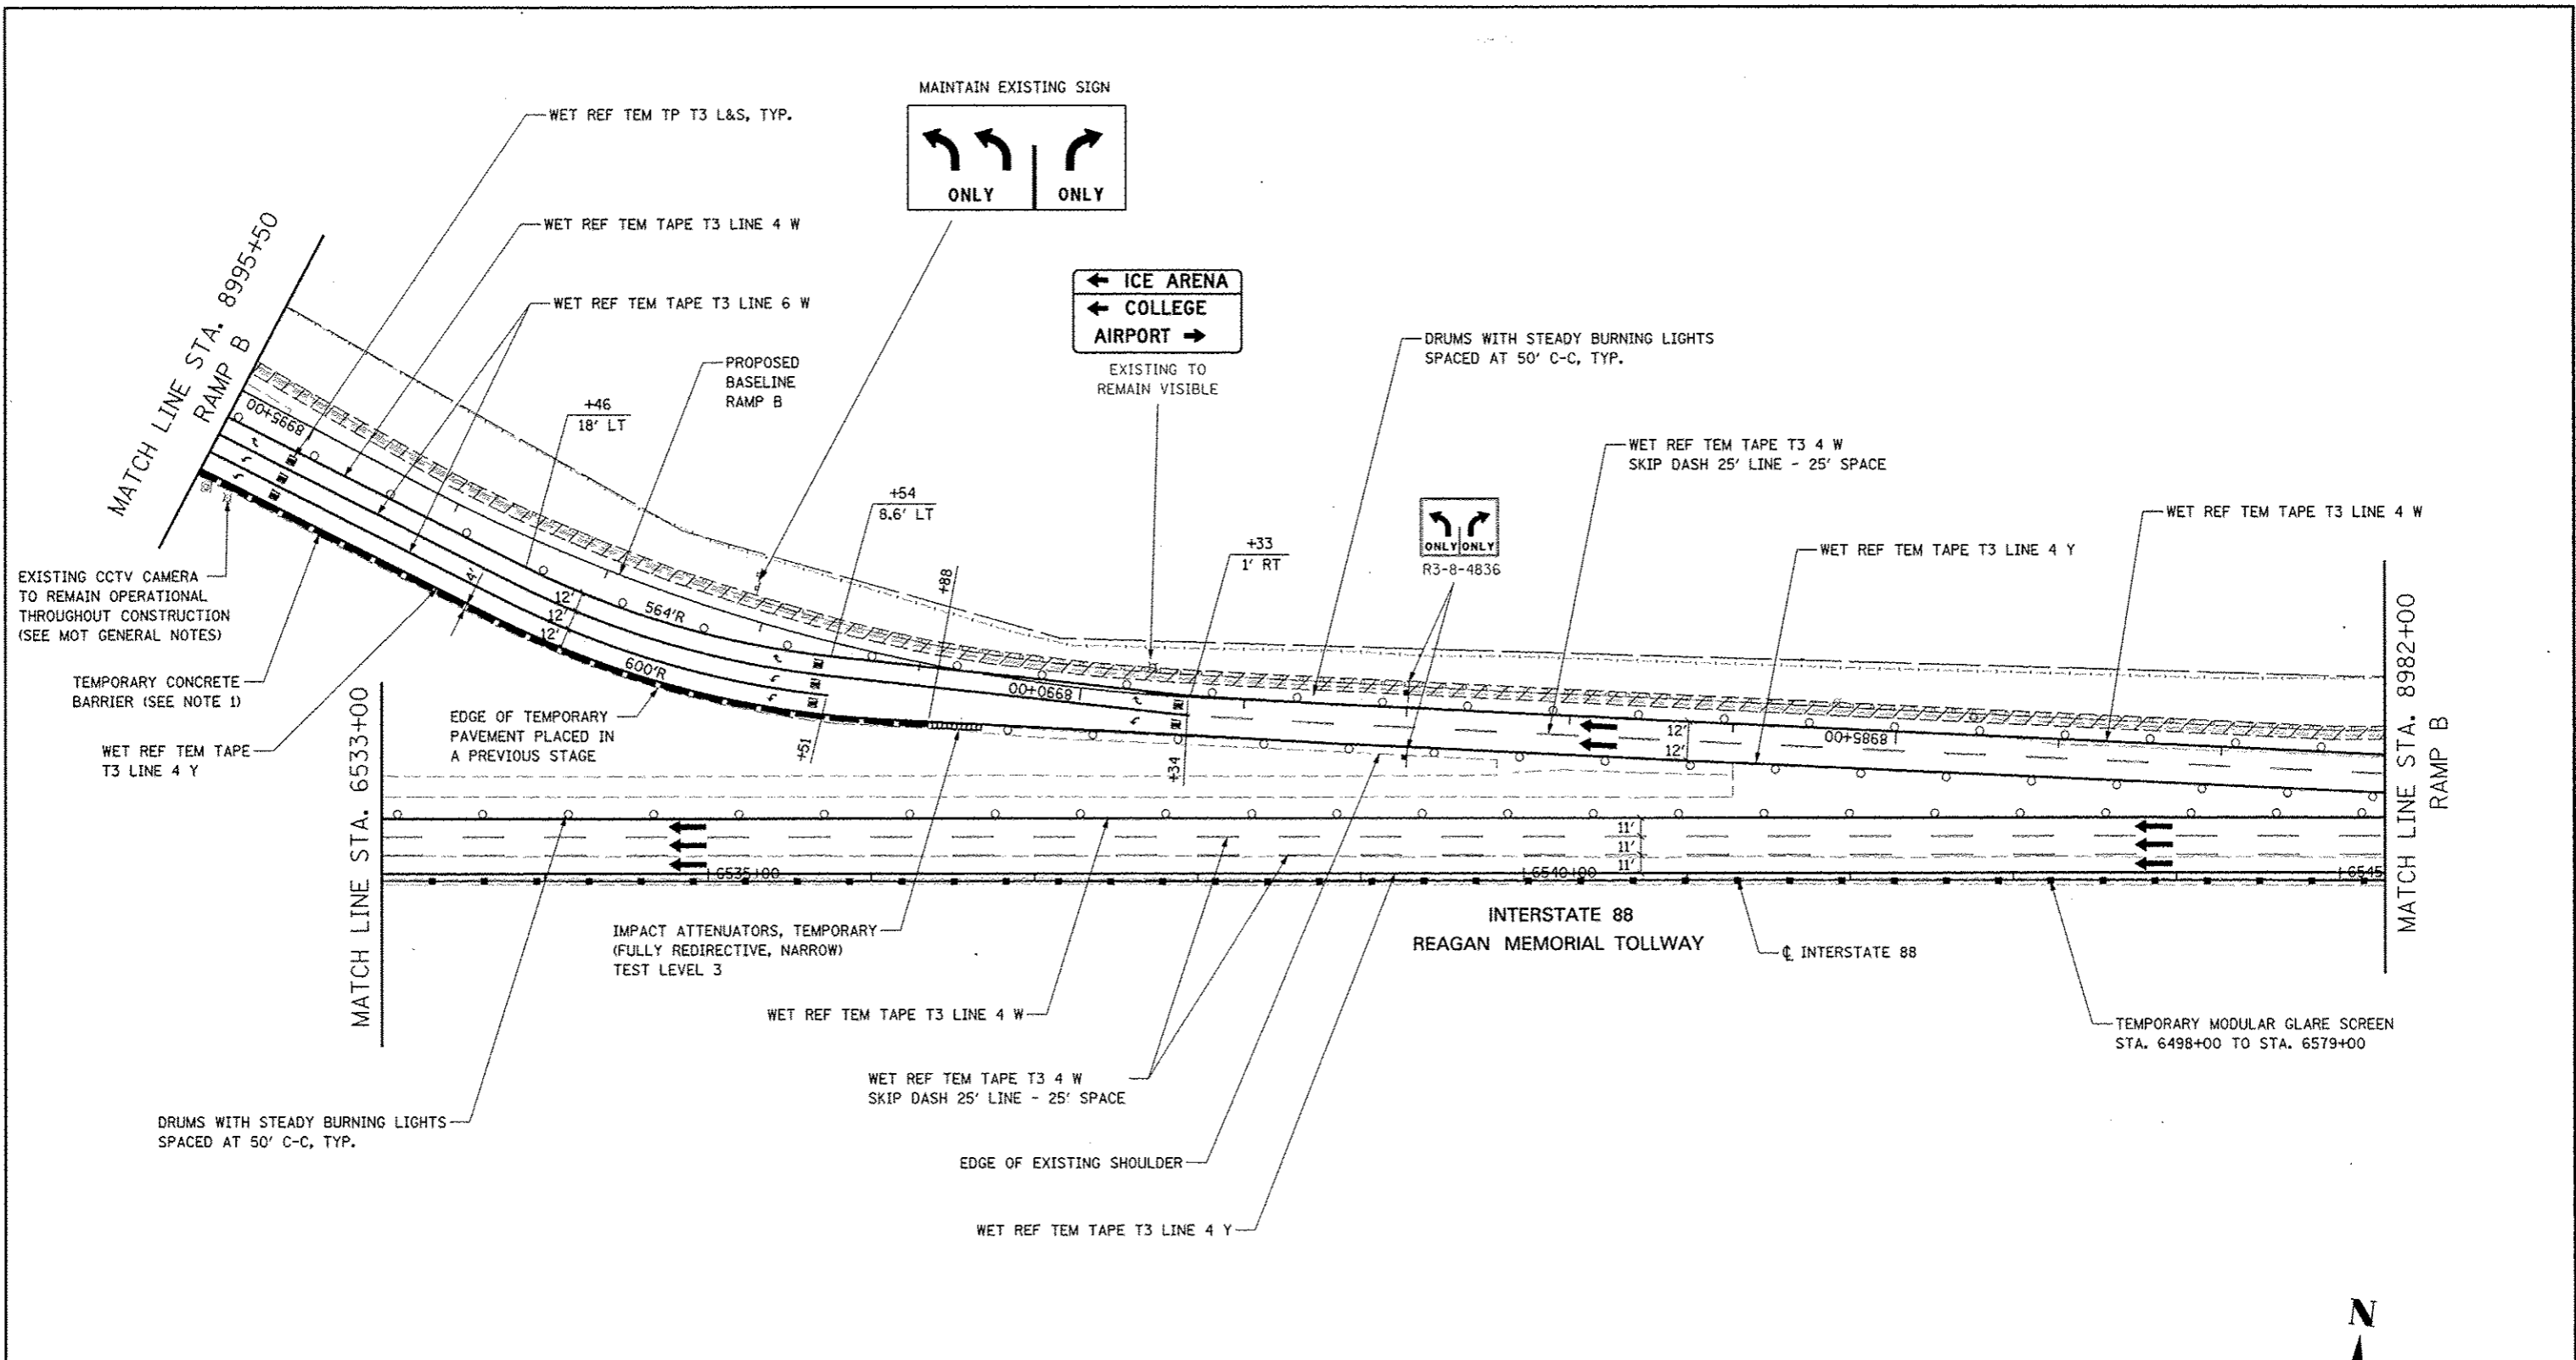 MAINTAIN EXISTING SIGN
ONLY
ONLY
WET REF TEM TP T3 L&S, TYP.
WET REF TEM TAPE T3 LINE 4 W
WET REF TEM TAPE T3 LINE 6 W
PROPOSED
BASELINE
RAMP B
+46
18' LT
← ICE ARENA
← COLLEGE
AIRPORT →
EXISTING TO
REMAIN VISIBLE
DRUMS WITH STEADY BURNING LIGHTS
SPACED AT 50' C-C, TYP.
WET REF TEM TAPE T3 4 W
SKIP DASH 25' LINE - 25' SPACE
WET REF TEM TAPE T3 LINE 4 W
WET REF TEM TAPE T3 LINE 4 Y
ONLY ONLY
R3-8-4836
+54
8.6' LT
+88
+33
1' RT
MATCH LINE STA. 8995+50
RAMP B
8995+00
EXISTING CCTV CAMERA
TO REMAIN OPERATIONAL
THROUGHOUT CONSTRUCTION
(SEE MOT GENERAL NOTES)
TEMPORARY CONCRETE
BARRIER (SEE NOTE 1)
WET REF TEM TAPE
T3 LINE 4 Y
4'
12'
12'
12'
564'R
600'R
EDGE OF TEMPORARY
PAVEMENT PLACED IN
A PREVIOUS STAGE
+51
+34
8990+00
8985+00
12'
12'
MATCH LINE STA. 8982+00
RAMP B
MATCH LINE STA. 6533+00
11'
11'
11'
6535+00
6540+00
6545
IMPACT ATTENUATORS, TEMPORARY
(FULLY REDIRECTIVE, NARROW)
TEST LEVEL 3
INTERSTATE 88
REAGAN MEMORIAL TOLLWAY
℄ INTERSTATE 88
WET REF TEM TAPE T3 LINE 4 W
TEMPORARY MODULAR GLARE SCREEN
STA. 6498+00 TO STA. 6579+00
WET REF TEM TAPE T3 4 W
SKIP DASH 25' LINE - 25' SPACE
DRUMS WITH STEADY BURNING LIGHTS
SPACED AT 50' C-C, TYP.
EDGE OF EXISTING SHOULDER
WET REF TEM TAPE T3 LINE 4 Y
N